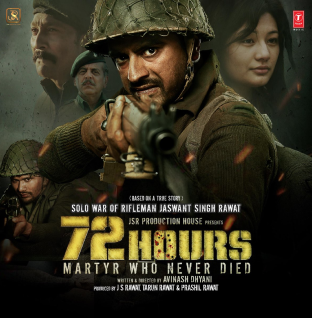 T-SERIES
(BASED ON A TRUE STORY)
SOLO WAR OF RIFLEMAN JASWANT SINGH RAWAT
JSR PRODUCTION HOUSE PRESENTS
72 HOURS
MARTYR WHO NEVER DIED
WRITTEN & DIRECTED BY AVINASH DHYANI
PRODUCED BY J S RAWAT, TARUN RAWAT & PRASHIL RAWAT